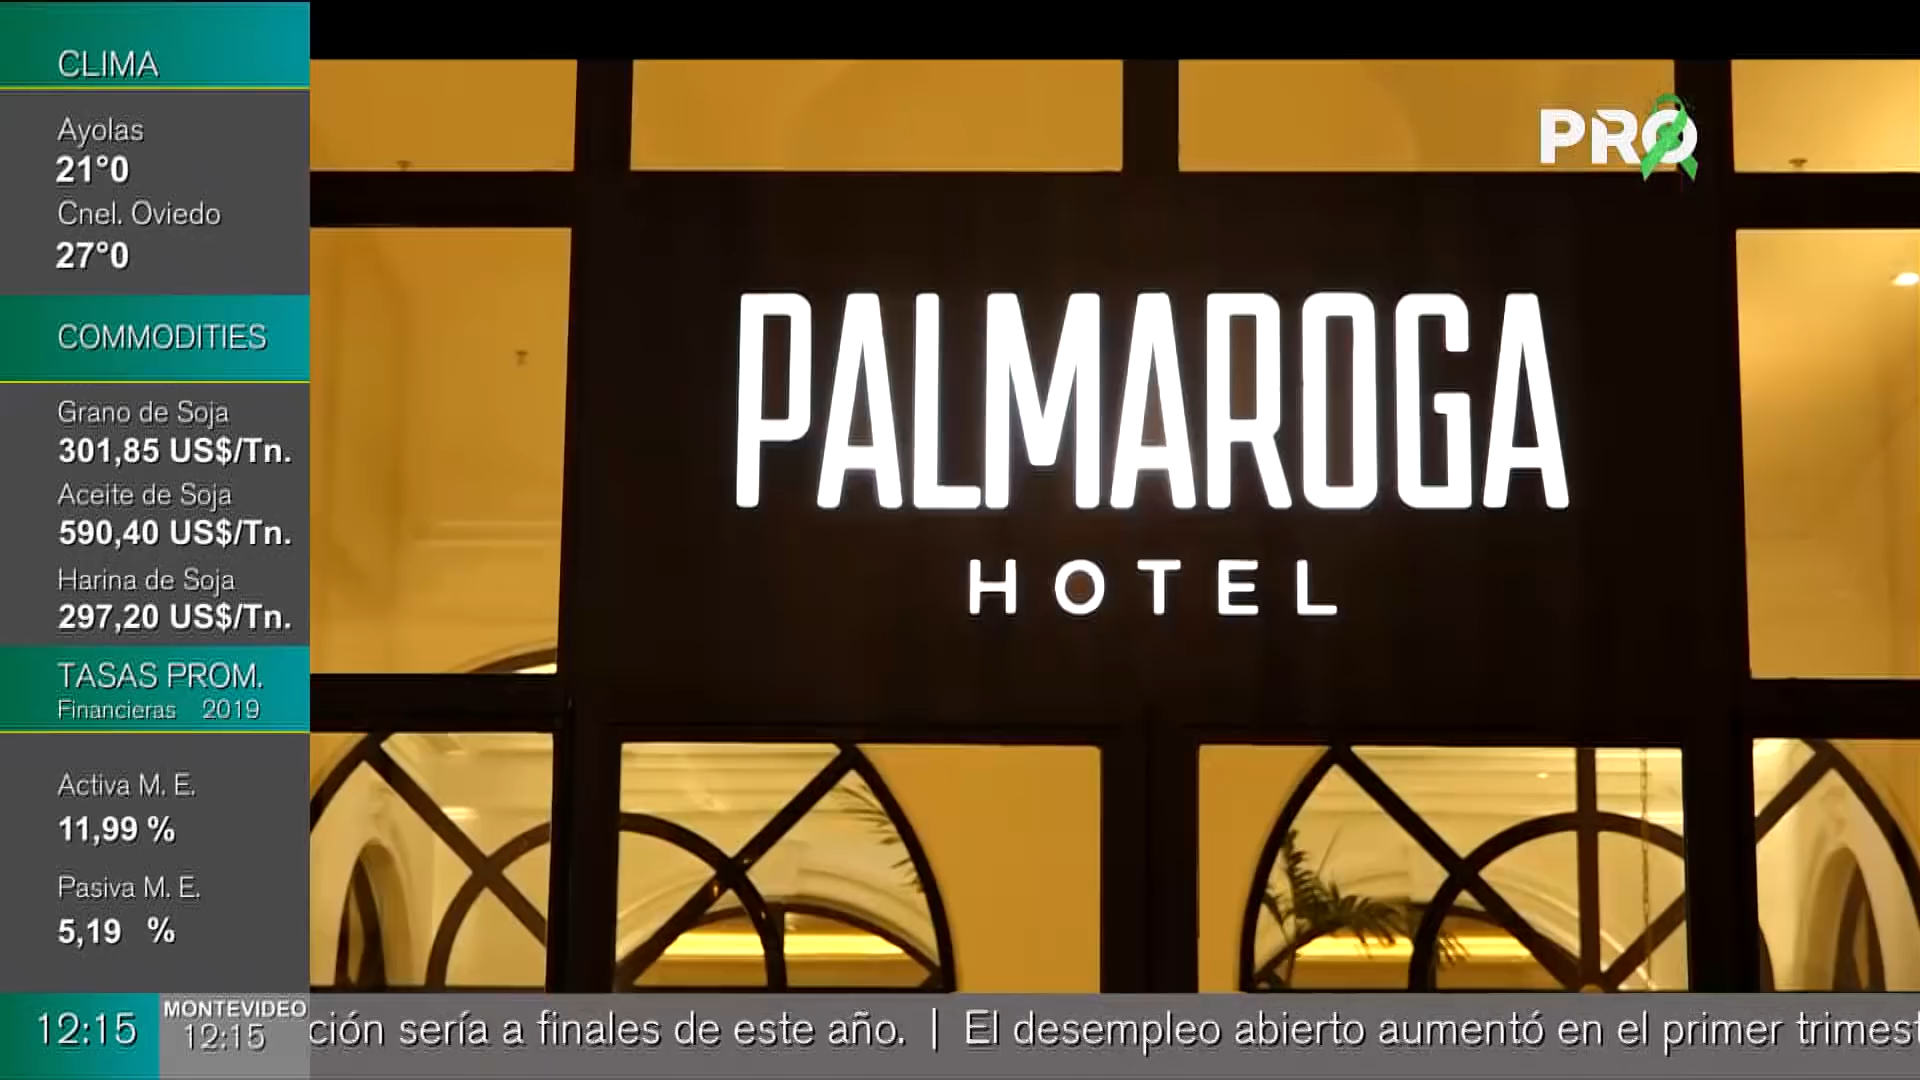 CLIMA
Ayolas
21°0
Cnel. Oviedo
27°0
COMMODITIES
Grano de Soja
301,85 US$/Tn.
Aceite de Soja
590,40 US$/Tn.
Harina de Soja
297,20 US$/Tn.
TASAS PROM.
Financieras 2019
Activa M. E.
11,99 %
Pasiva M. E.
5,19 %
PRO
PALMAROGA
HOTEL
12:15
MONTEVIDEO
12:15
ción sería a finales de este año. | El desempleo abierto aumentó en el primer trimest